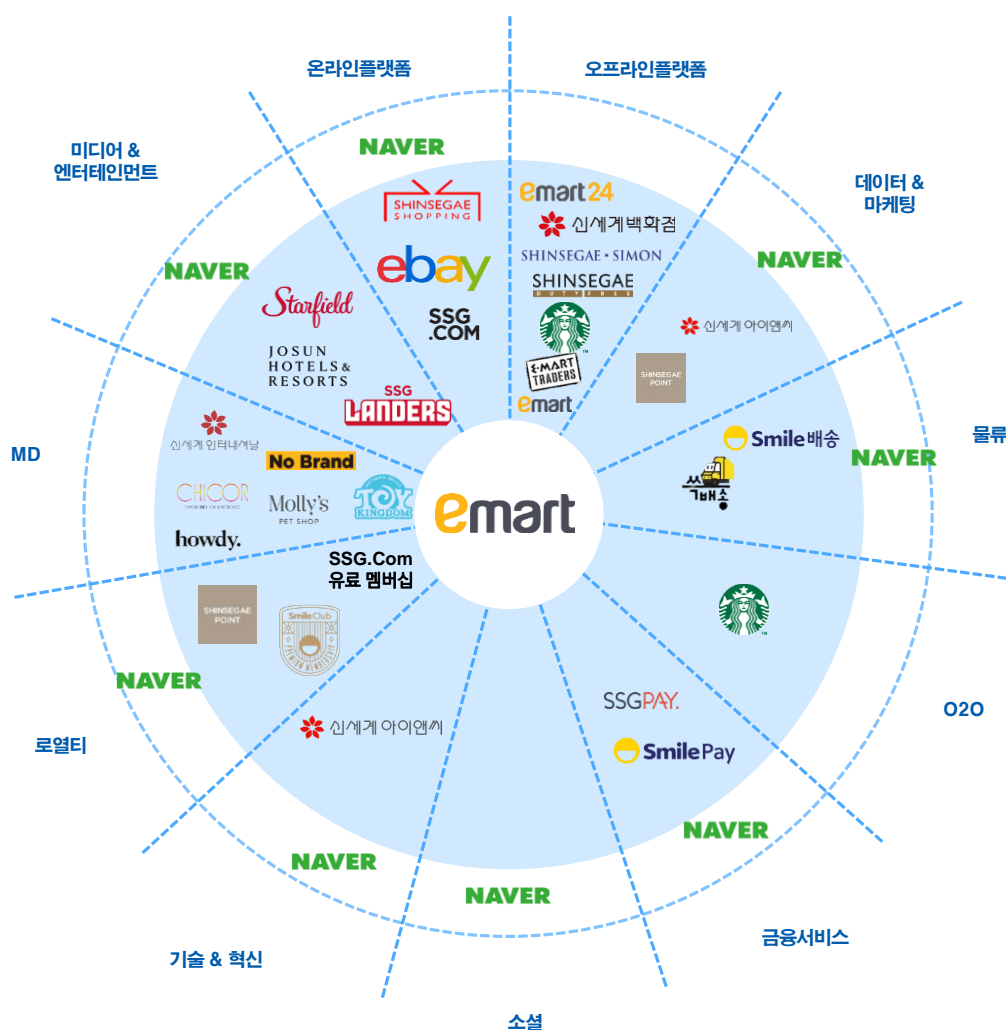 온라인플랫폼
오프라인플랫폼
미디어 &
엔터테인먼트
데이터 &
마케팅
NAVER
SHINSEGAE
SHOPPING
ebay
SSG
.COM
emart24
신세계백화점
SHINSEGAE • SIMON
SHINSEGAE
DUTY FREE
E·MART
TRADERS
emart
NAVER
Starfield
JOSUN
HOTELS &
RESORTS
SSG
LANDERS
NAVER
신세계 아이앤씨
SHINSEGAE
POINT
MD
신세계인터내셔날
No Brand
CHICOR
Molly's
PET SHOP
TOY
KINGDOM
howdy.
emart
물류
Smile배송
NAVER
쓱배송
SSG.Com
유료 멤버십
SHINSEGAE
POINT
SmileClub
PREMIUM MEMBERSHIP
NAVER
로열티
O2O
SSGPAY.
SmilePay
신세계 아이앤씨
NAVER
NAVER
NAVER
금융서비스
기술 & 혁신
소셜